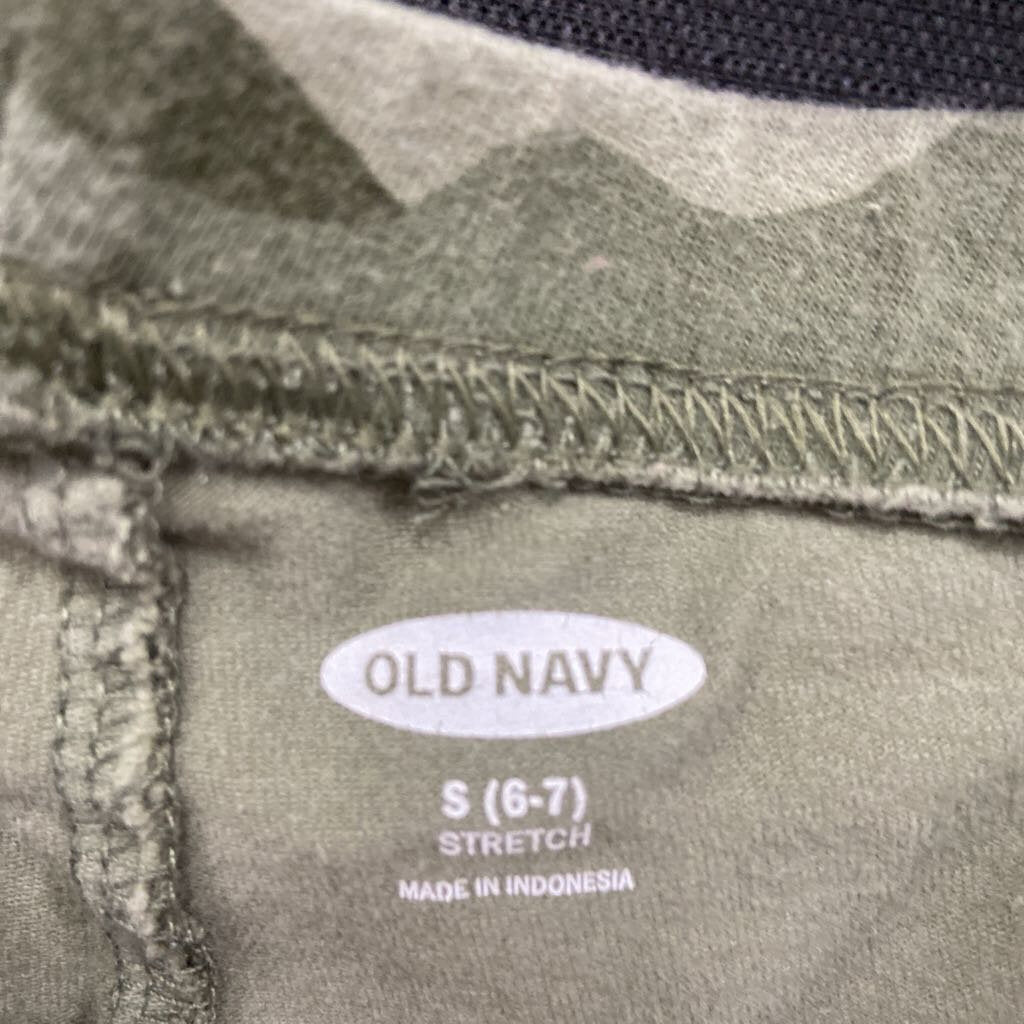 OLD NAVY
S (6-7)
STRETCH
MADE IN INDONESIA